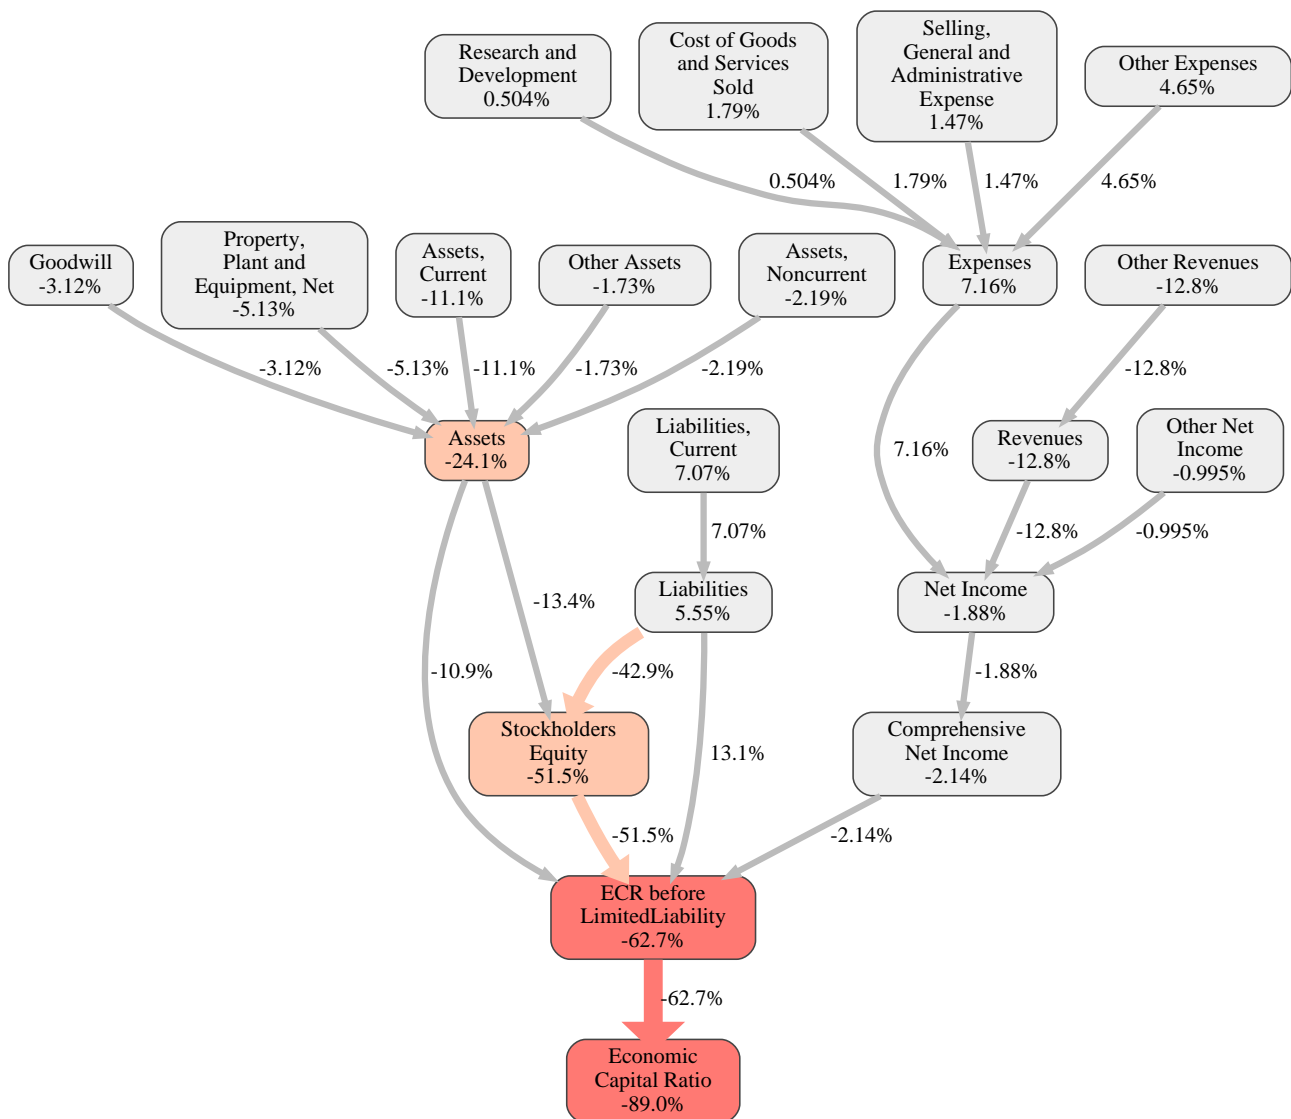 Research and
Development
0.504%
Cost of Goods
and Services
Sold
1.79%
Selling,
General and
Administrative
Expense
1.47%
Other Expenses
4.65%
0.504%
1.79%
1.47%
4.65%
Goodwill
-3.12%
Property,
Plant and
Equipment, Net
-5.13%
Assets,
Current
-11.1%
Other Assets
-1.73%
Assets,
Noncurrent
-2.19%
Expenses
7.16%
Other Revenues
-12.8%
-3.12%
-5.13%
-11.1%
-1.73%
-2.19%
-12.8%
Assets
-24.1%
Liabilities,
Current
7.07%
7.16%
Revenues
-12.8%
Other Net
Income
-0.995%
7.07%
-12.8%
-0.995%
-13.4%
Liabilities
5.55%
Net Income
-1.88%
-10.9%
-42.9%
-1.88%
Stockholders
Equity
-51.5%
13.1%
Comprehensive
Net Income
-2.14%
-51.5%
-2.14%
ECR before
LimitedLiability
-62.7%
-62.7%
Economic
Capital Ratio
-89.0%